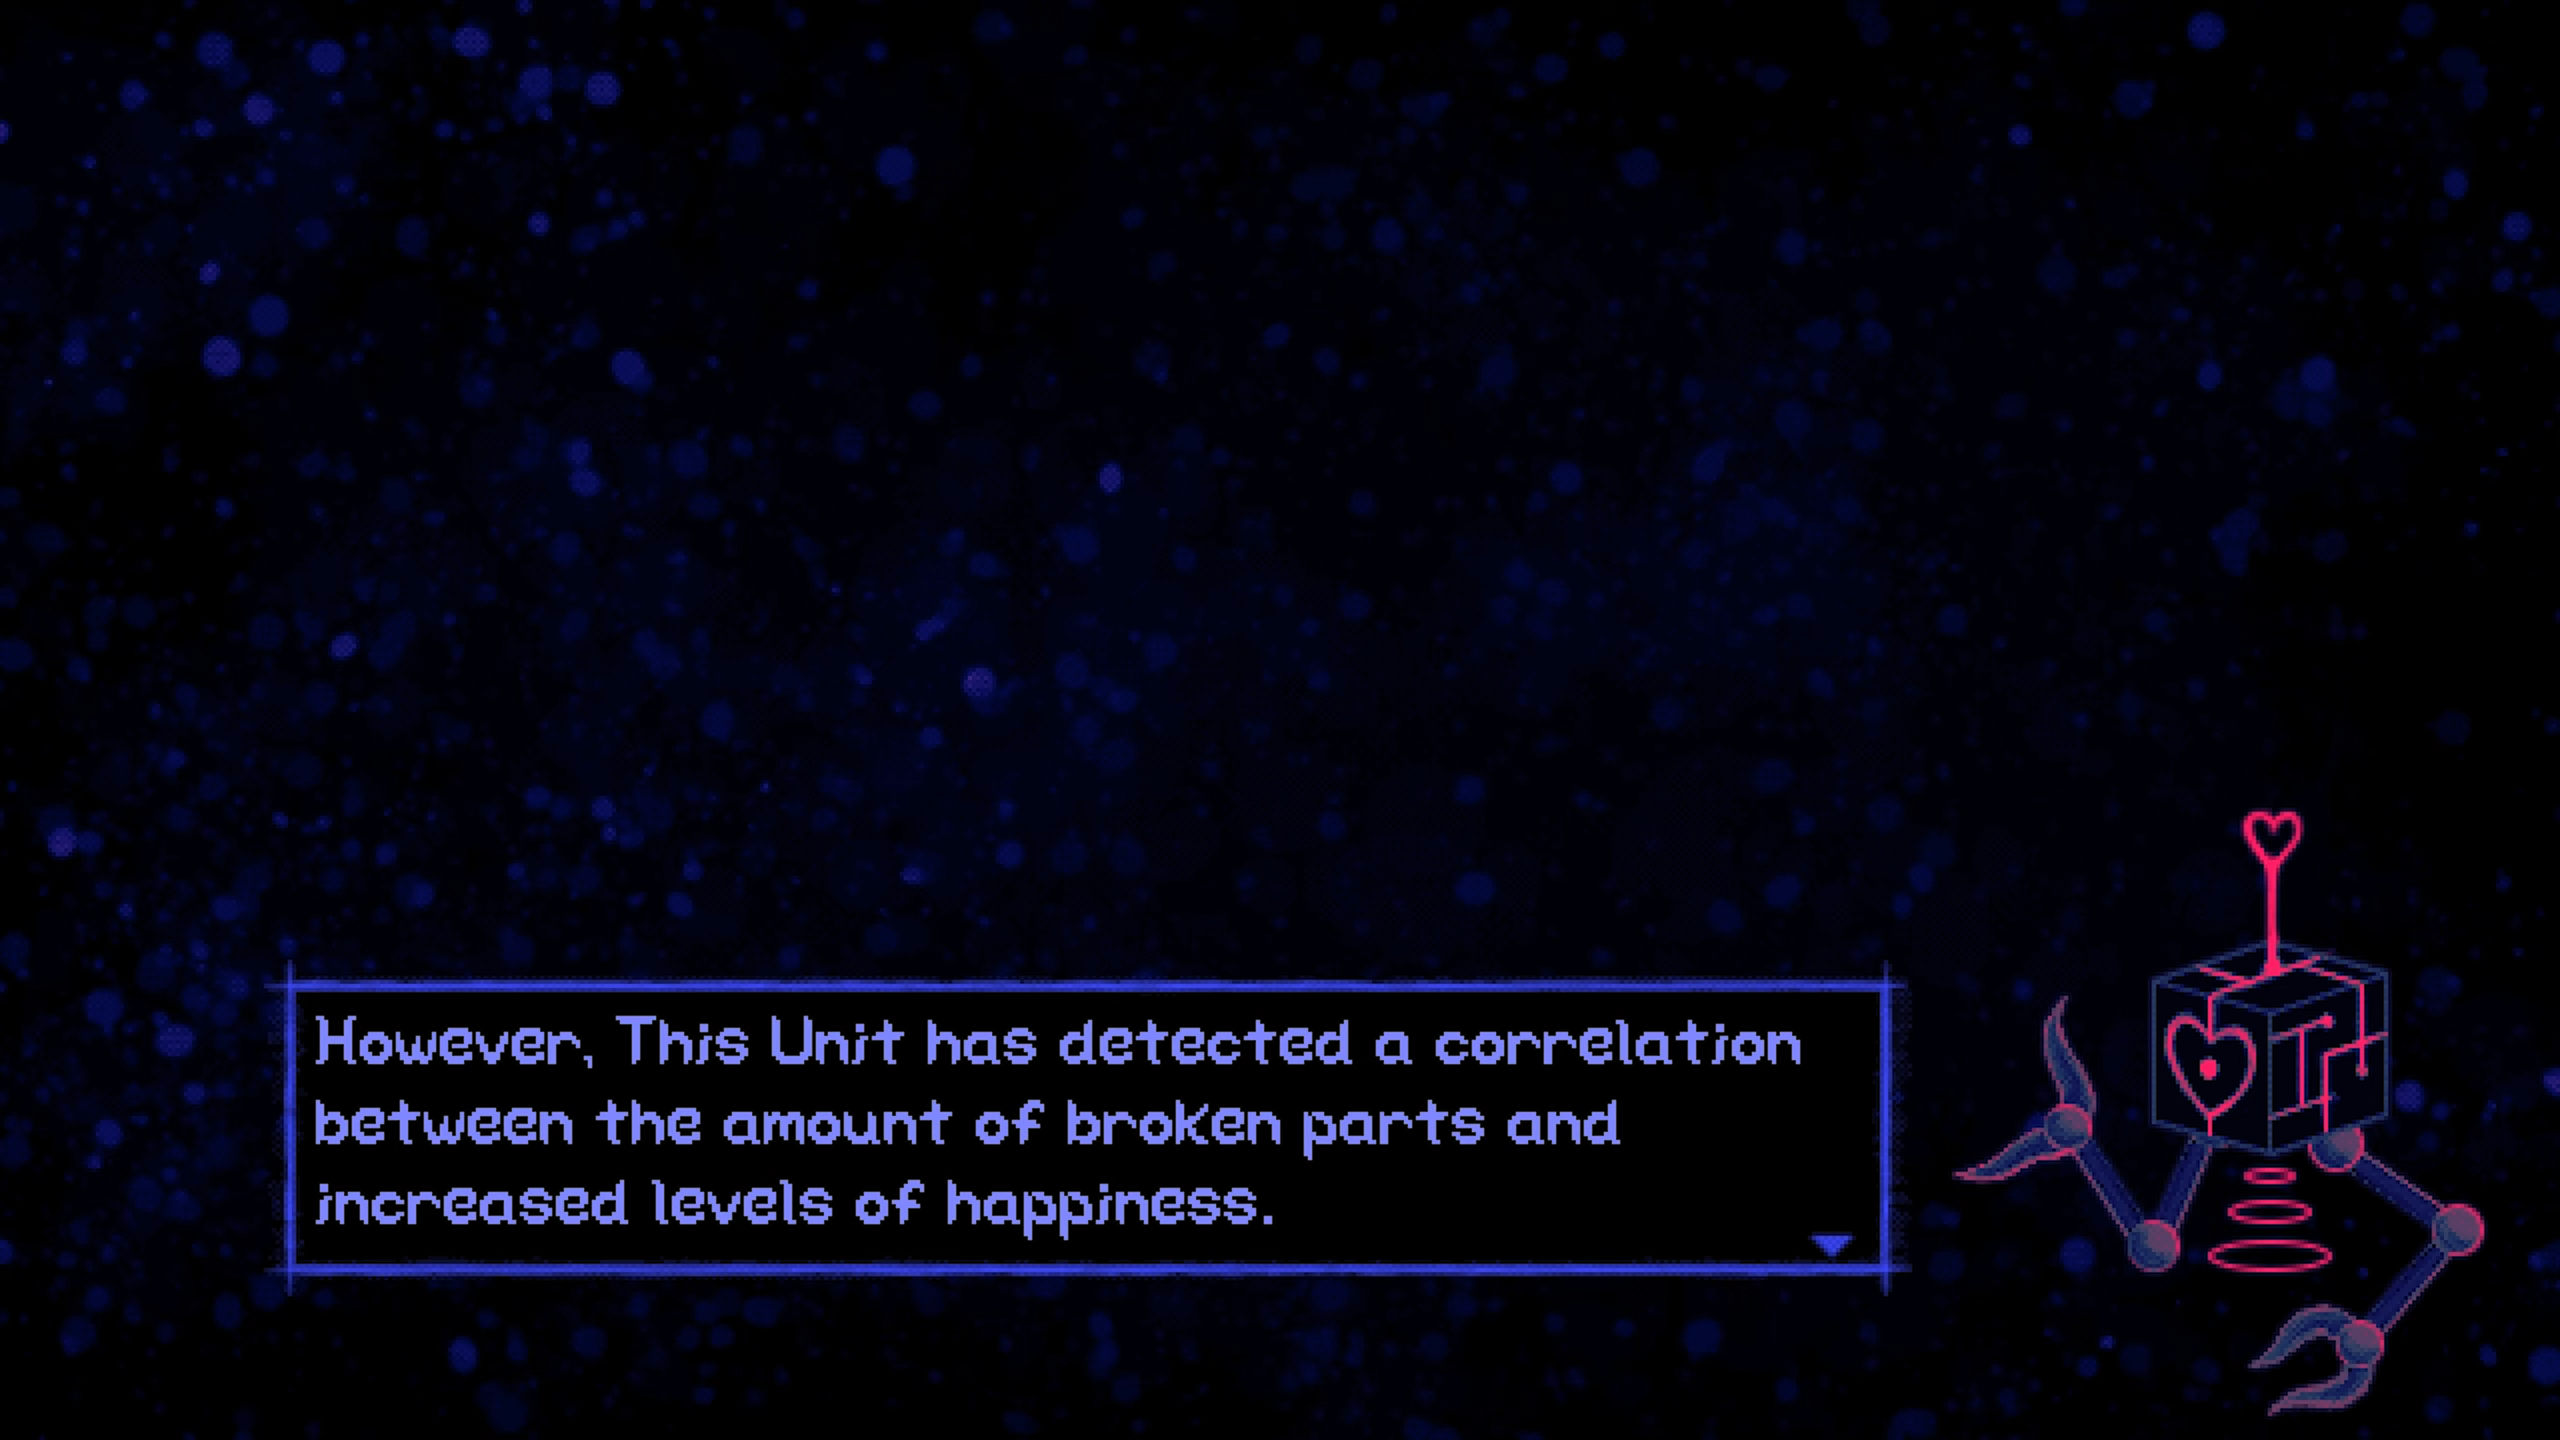 However, This Unit has detected a correlation
between the amount of broken parts and
increased levels of happiness.